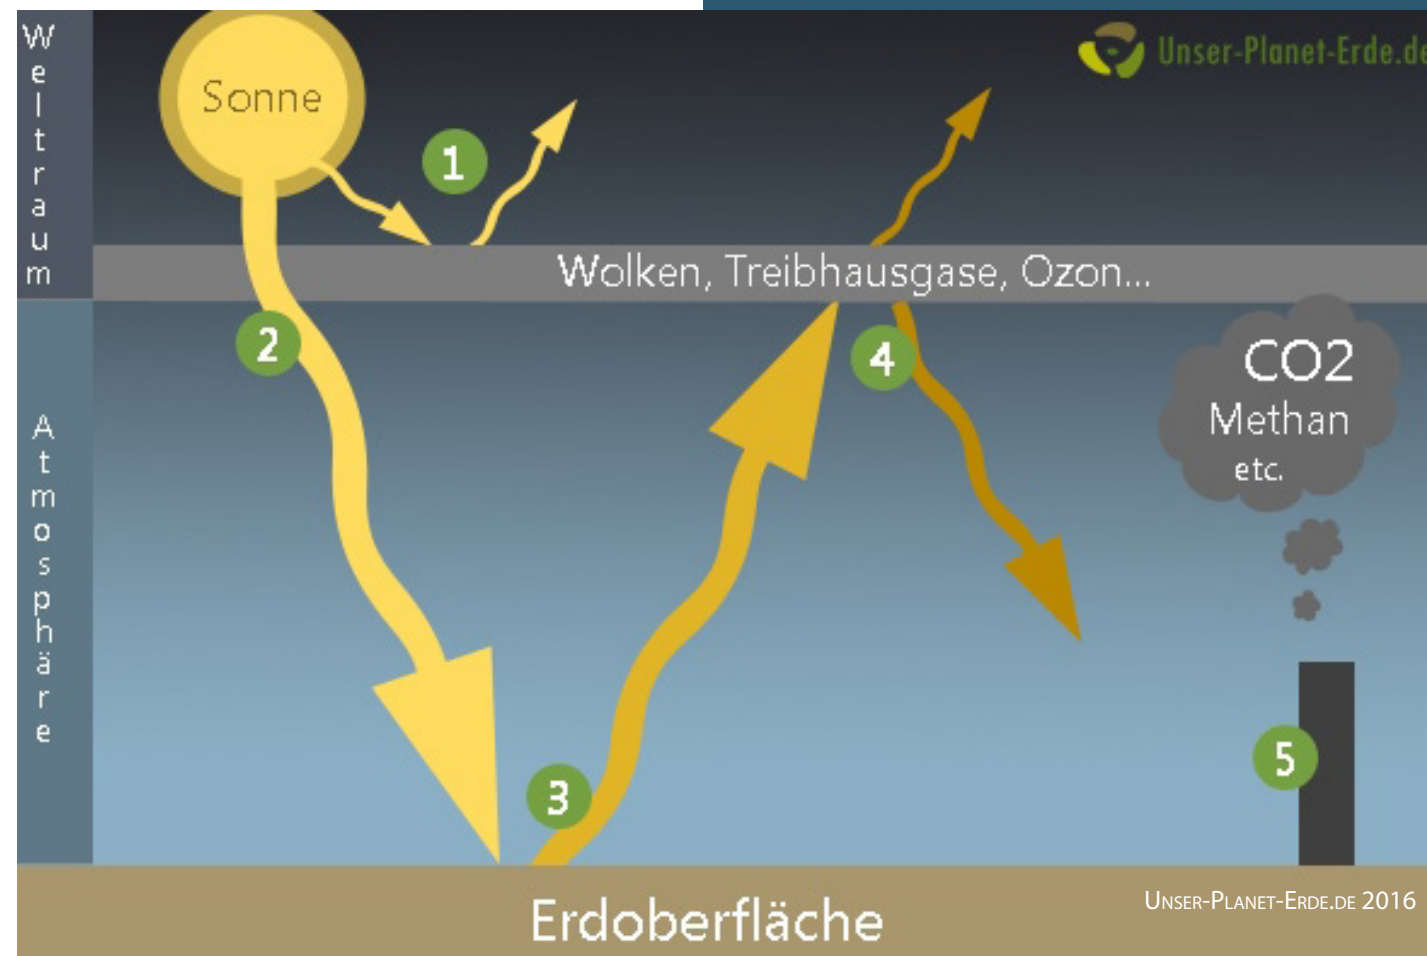 Weltraum
Sonne
Unser-Planet-Erde.de
1
Wolken, Treibhausgase, Ozon...
2
4
CO2
Methan
etc.
Atmosphäre
3
5
Erdoberfläche
Unser-Planet-Erde.de 2016